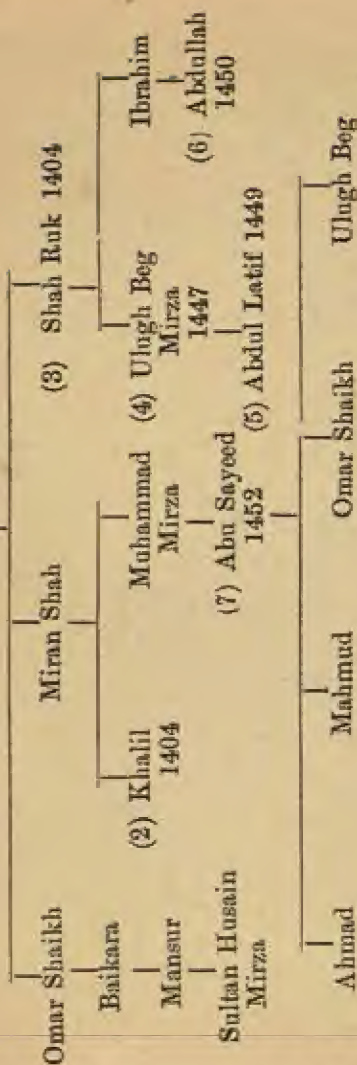 Omar Shaikh
Miran Shah
(3) Shah Ruk 1404
Baikara
(2) Khalil
1404
Muhammad
Mirza
(4) Ulugh Beg
Mirza
1447
Ibrahim
Mansur
(7) Abu Sayeed
1452
(5) Abdul Latif 1449
(6) Abdullah
1450
Sultan Husain
Mirza
Ahmad
Mahmud
Omar Shaikh
Ulugh Beg